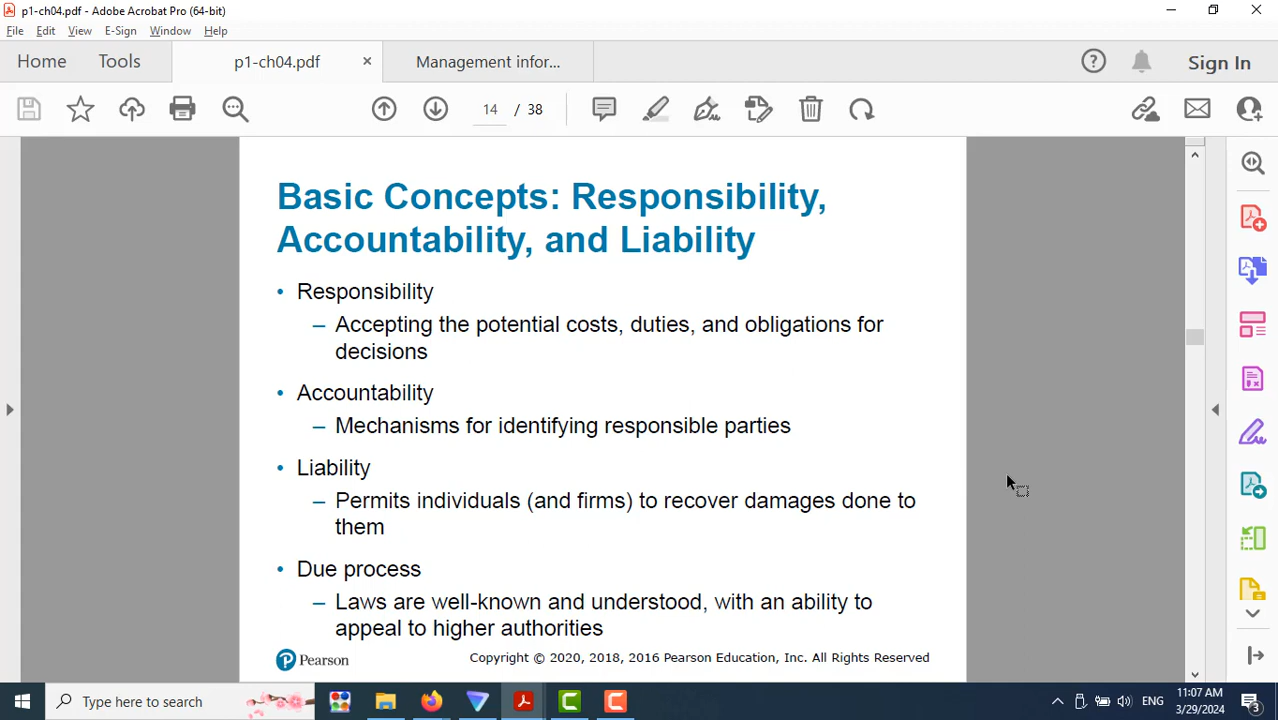 p1-ch04.pdf - Adobe Acrobat Pro (64-bit)
File Edit View E-Sign Window Help
Home Tools p1-ch04.pdf × Management infor... Sign In
14 / 38
Basic Concepts: Responsibility,
Accountability, and Liability
• Responsibility
– Accepting the potential costs, duties, and obligations for
decisions
• Accountability
– Mechanisms for identifying responsible parties
• Liability
– Permits individuals (and firms) to recover damages done to
them
• Due process
– Laws are well-known and understood, with an ability to
appeal to higher authorities
P Pearson Copyright © 2020, 2018, 2016 Pearson Education, Inc. All Rights Reserved
Type here to search
ENG
11:07 AM
3/29/2024
3